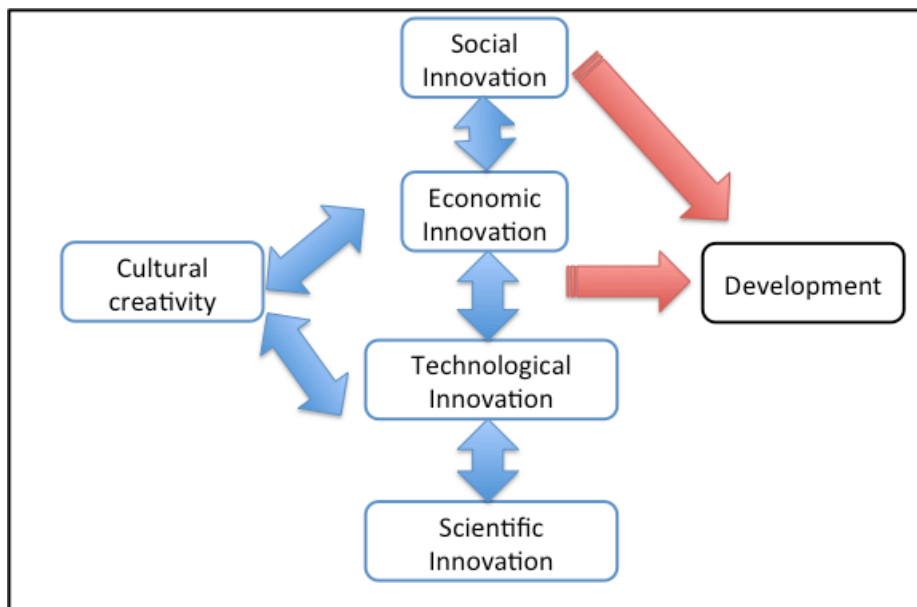 Social
Innovation
Economic
Innovation
Cultural
creativity
Development
Technological
Innovation
Scientific
Innovation